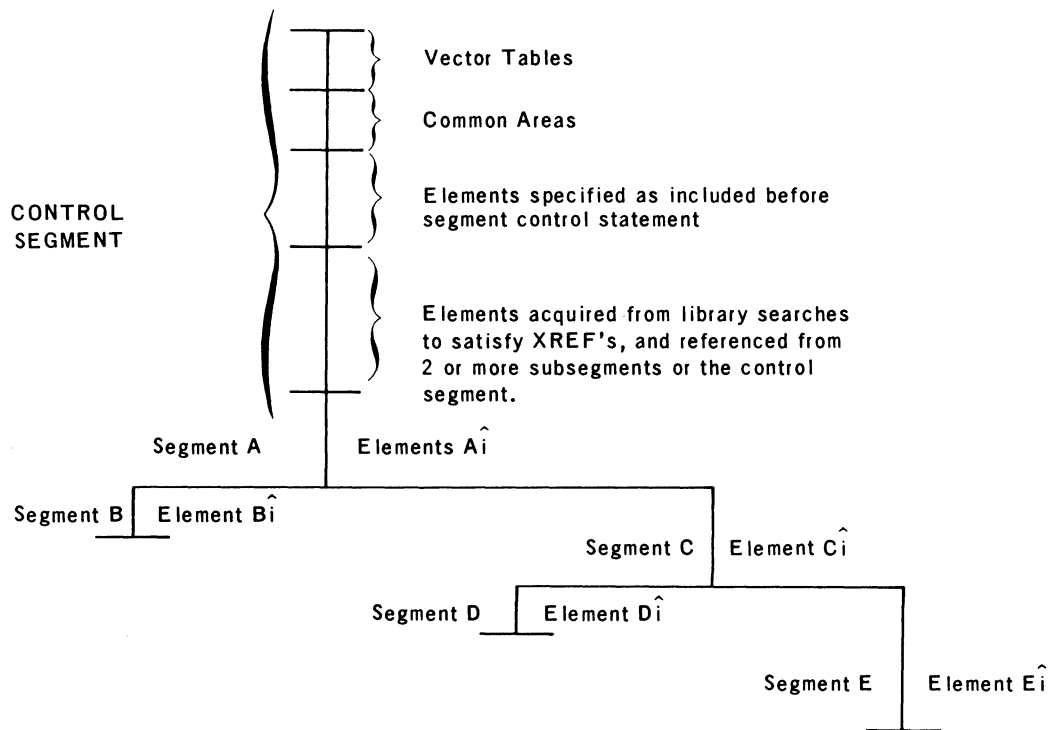 Vector Tables
Common Areas
Elements specified as included before
segment control statement
CONTROL
SEGMENT
Elements acquired from library searches
to satisfy XREF's, and referenced from
2 or more subsegments or the control
segment.
Segment A Elements Aî
Segment B Element Bî
Segment C Element Cî
Segment D Element Dî
Segment E Element Eî